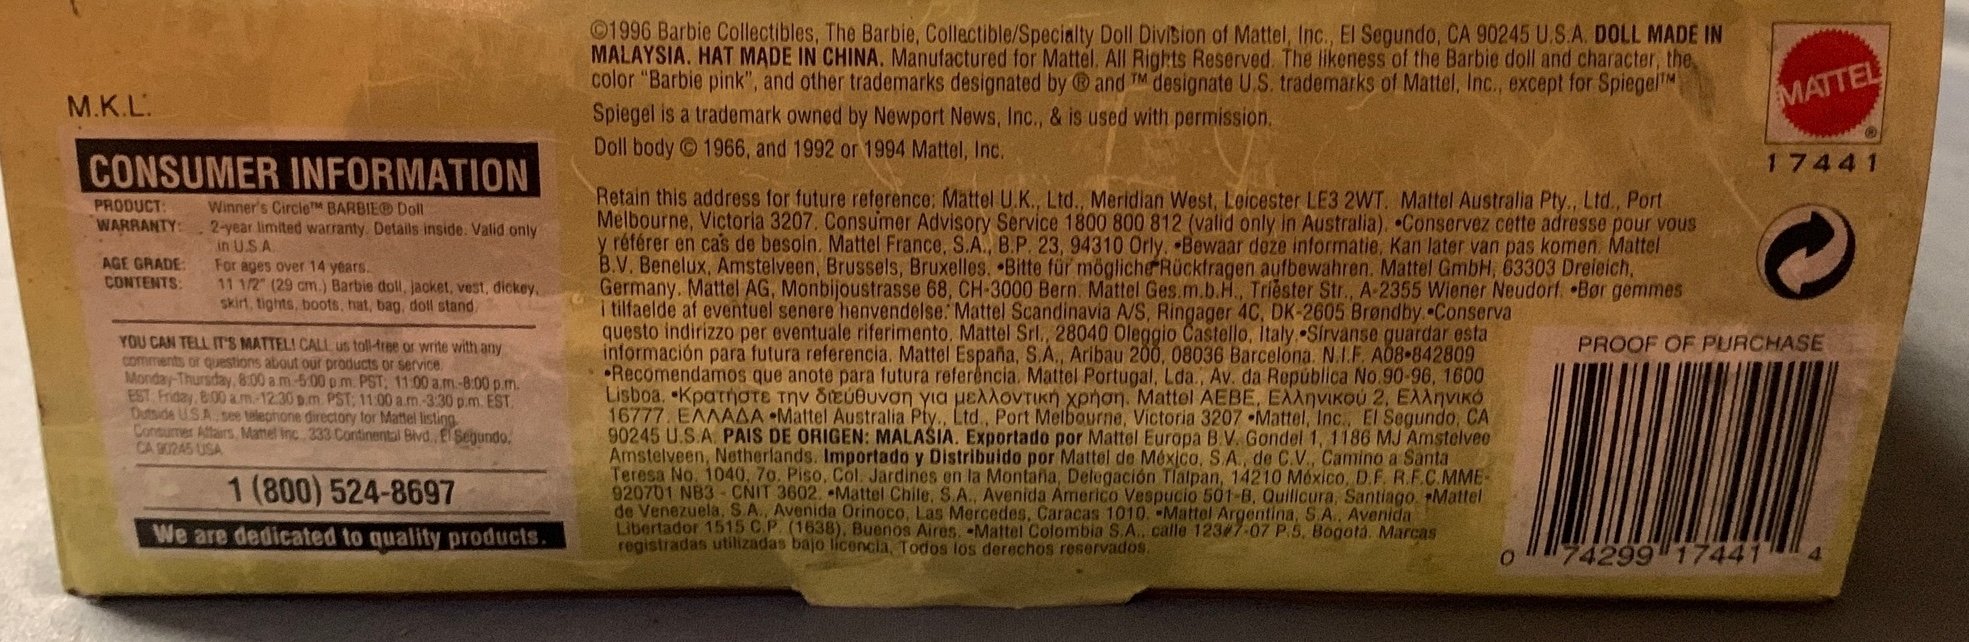 M.K.L.
CONSUMER INFORMATION
PRODUCT: Winner's Circle™ BARBIE® Doll
WARRANTY: 2-year limited warranty. Details inside. Valid only
in U.S.A.
AGE GRADE: For ages over 14 years.
CONTENTS: 11 1/2" (29 cm.) Barbie doll, jacket, vest, dickey,
skirt, tights, boots, hat, bag, doll stand.
YOU CAN TELL IT'S MATTEL! CALL us toll-free or write with any
comments or questions about our products or service.
Monday-Thursday, 8:00 a.m.-5:00 p.m. PST; 11:00 a.m.-8:00 p.m.
EST. Friday, 8:00 a.m.-12:30 p.m. PST; 11:00 a.m.-3:30 p.m. EST.
Outside U.S.A., see telephone directory for Mattel listing.
Consumer Affairs, Mattel Inc., 333 Continental Blvd., El Segundo,
CA 90245 USA
1 (800) 524-8697
We are dedicated to quality products.
©1996 Barbie Collectibles, The Barbie, Collectible/Specialty Doll Division of Mattel, Inc., El Segundo, CA 90245 U.S.A. DOLL MADE IN
MALAYSIA. HAT MADE IN CHINA. Manufactured for Mattel. All Rights Reserved. The likeness of the Barbie doll and character, the
color "Barbie pink", and other trademarks designated by ® and ™ designate U.S. trademarks of Mattel, Inc., except for Spiegel™
Spiegel is a trademark owned by Newport News, Inc., & is used with permission.
Doll body © 1966, and 1992 or 1994 Mattel, Inc.
Retain this address for future reference: Mattel U.K., Ltd., Meridian West, Leicester LE3 2WT. Mattel Australia Pty., Ltd., Port
Melbourne, Victoria 3207. Consumer Advisory Service 1800 800 812 (valid only in Australia). •Conservez cette adresse pour vous
y référer en cas de besoin. Mattel France, S.A., B.P. 23, 94310 Orly. •Bewaar deze informatie, Kan later van pas komen. Mattel
B.V. Benelux, Amstelveen, Brussels, Bruxelles. •Bitte für mögliche Rückfragen aufbewahren. Mattel GmbH, 63303 Dreieich,
Germany. Mattel AG, Monbijoustrasse 68, CH-3000 Bern. Mattel Ges.m.b.H., Triester Str., A-2355 Wiener Neudorf. •Bør gemmes
i tilfaelde af eventuel senere henvendelse. Mattel Scandinavia A/S, Ringager 4C, DK-2605 Brøndby. •Conserva
questo indirizzo per eventuale riferimento. Mattel Srl., 28040 Oleggio Castello, Italy. •Sírvanse guardar esta
información para futura referencia. Mattel España, S.A., Aribau 200, 08036 Barcelona. N.I.F. A08•842809
•Recomendamos que anote para futura referência. Mattel Portugal, Lda., Av. da República No.90-96, 1600
Lisboa. •Κρατήστε την διεύθυνση για μελλοντική χρήση. Mattel AEBE, Ελληνικού 2, Ελληνικό
16777. ΕΛΛΑΔΑ •Mattel Australia Pty., Ltd., Port Melbourne, Victoria 3207 •Mattel, Inc., El Segundo, CA
90245 U.S.A. PAIS DE ORIGEN: MALASIA. Exportado por Mattel Europa B.V. Gondel 1, 1186 MJ Amstelvee
Amstelveen, Netherlands. Importado y Distribuido por Mattel de México, S.A., de C.V., Camino a Santa
Teresa No. 1040, 7o. Piso, Col. Jardines en la Montaña, Delegación Tlalpan, 14210 México, D.F. R.F.C.MME-
920701 NB3 - CNIT 3602. •Mattel Chile, S.A., Avenida Americo Vespucio 501-B, Quilicura, Santiago. •Mattel
de Venezuela, S.A., Avenida Orinoco, Las Mercedes, Caracas 1010. •Mattel Argentina, S.A., Avenida
Libertador 1515 C.P. (1638), Buenos Aires. •Mattel Colombia S.A., calle 123#7-07 P.5, Bogotá. Marcas
registradas utilizadas bajo licencia, Todos los derechos reservados.
MATTEL
®
17441
PROOF OF PURCHASE
0 74299 17441 4